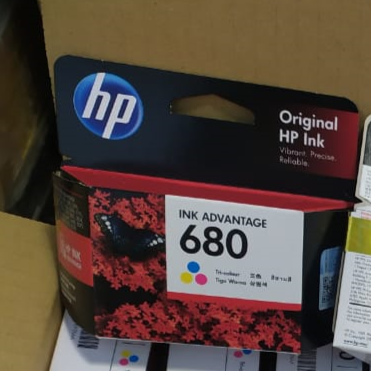 hp
Original
HP Ink
Vibrant. Precise.
Reliable.
INK ADVANTAGE
680
Tri-colour
Tiga Warna